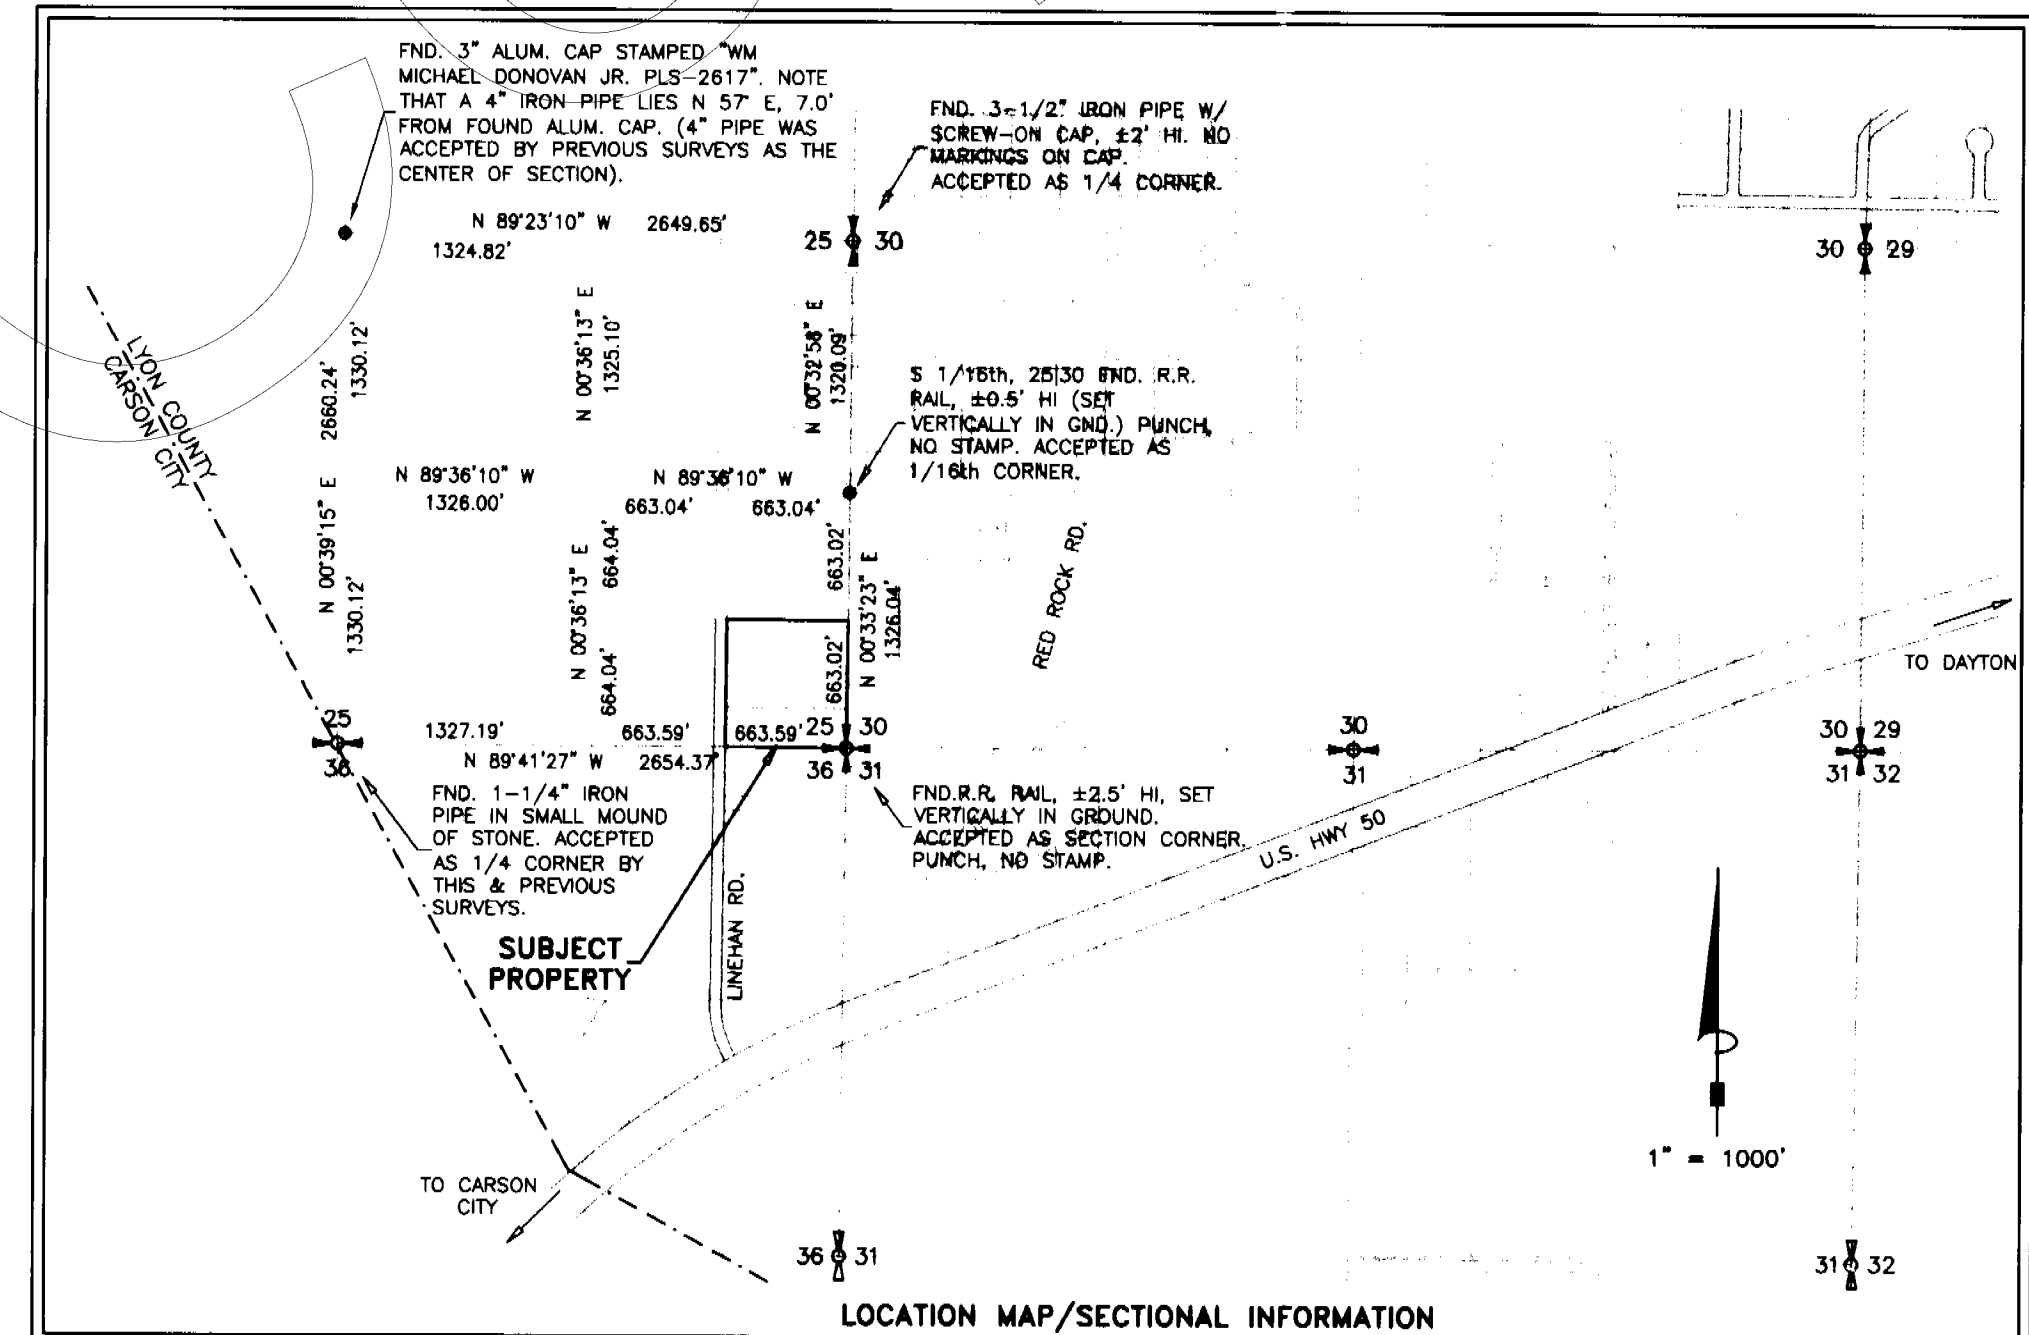 FND. 3" ALUM. CAP STAMPED "WM
MICHAEL DONOVAN JR. PLS-2617". NOTE
THAT A 4" IRON PIPE LIES N 57° E, 7.0'
FROM FOUND ALUM. CAP. (4" PIPE WAS
ACCEPTED BY PREVIOUS SURVEYS AS THE
CENTER OF SECTION).
FND. 3-1/2" IRON PIPE W/
SCREW-ON CAP, ±2' HI. NO
MARKINGS ON CAP.
ACCEPTED AS 1/4 CORNER.
N 89°23'10" W 2649.65'
1324.82'
25 30
30 29
LYON COUNTY
CARSON CITY
N 00°39'15" E 2660.24'
1330.12'
1330.12'
N 00°36'13" E
1325.10'
N 00°32'58" E
1320.09'
S 1/16th, 25|30 FND. R.R.
RAIL, ±0.5' HI (SET
VERTICALLY IN GND.) PUNCH,
NO STAMP. ACCEPTED AS
1/16th CORNER.
N 89°36'10" W
1326.00'
N 89°36'10" W
663.04' 663.04'
N 00°36'13" E
664.04'
664.04'
663.02'
663.02'
N 00°33'23" E
1326.04'
RED ROCK RD.
TO DAYTON
25
36
1327.19' 663.59' 663.59'
N 89°41'27" W 2654.37'
25 30
36 31
30
31
30 29
31 32
FND. 1-1/4" IRON
PIPE IN SMALL MOUND
OF STONE. ACCEPTED
AS 1/4 CORNER BY
THIS & PREVIOUS
SURVEYS.
FND.R.R. RAIL, ±2.5' HI, SET
VERTICALLY IN GROUND.
ACCEPTED AS SECTION CORNER.
PUNCH, NO STAMP.
U.S. HWY 50
LINEHAN RD.
SUBJECT
PROPERTY
1" = 1000'
TO CARSON
CITY
36 31
31 32
LOCATION MAP/SECTIONAL INFORMATION